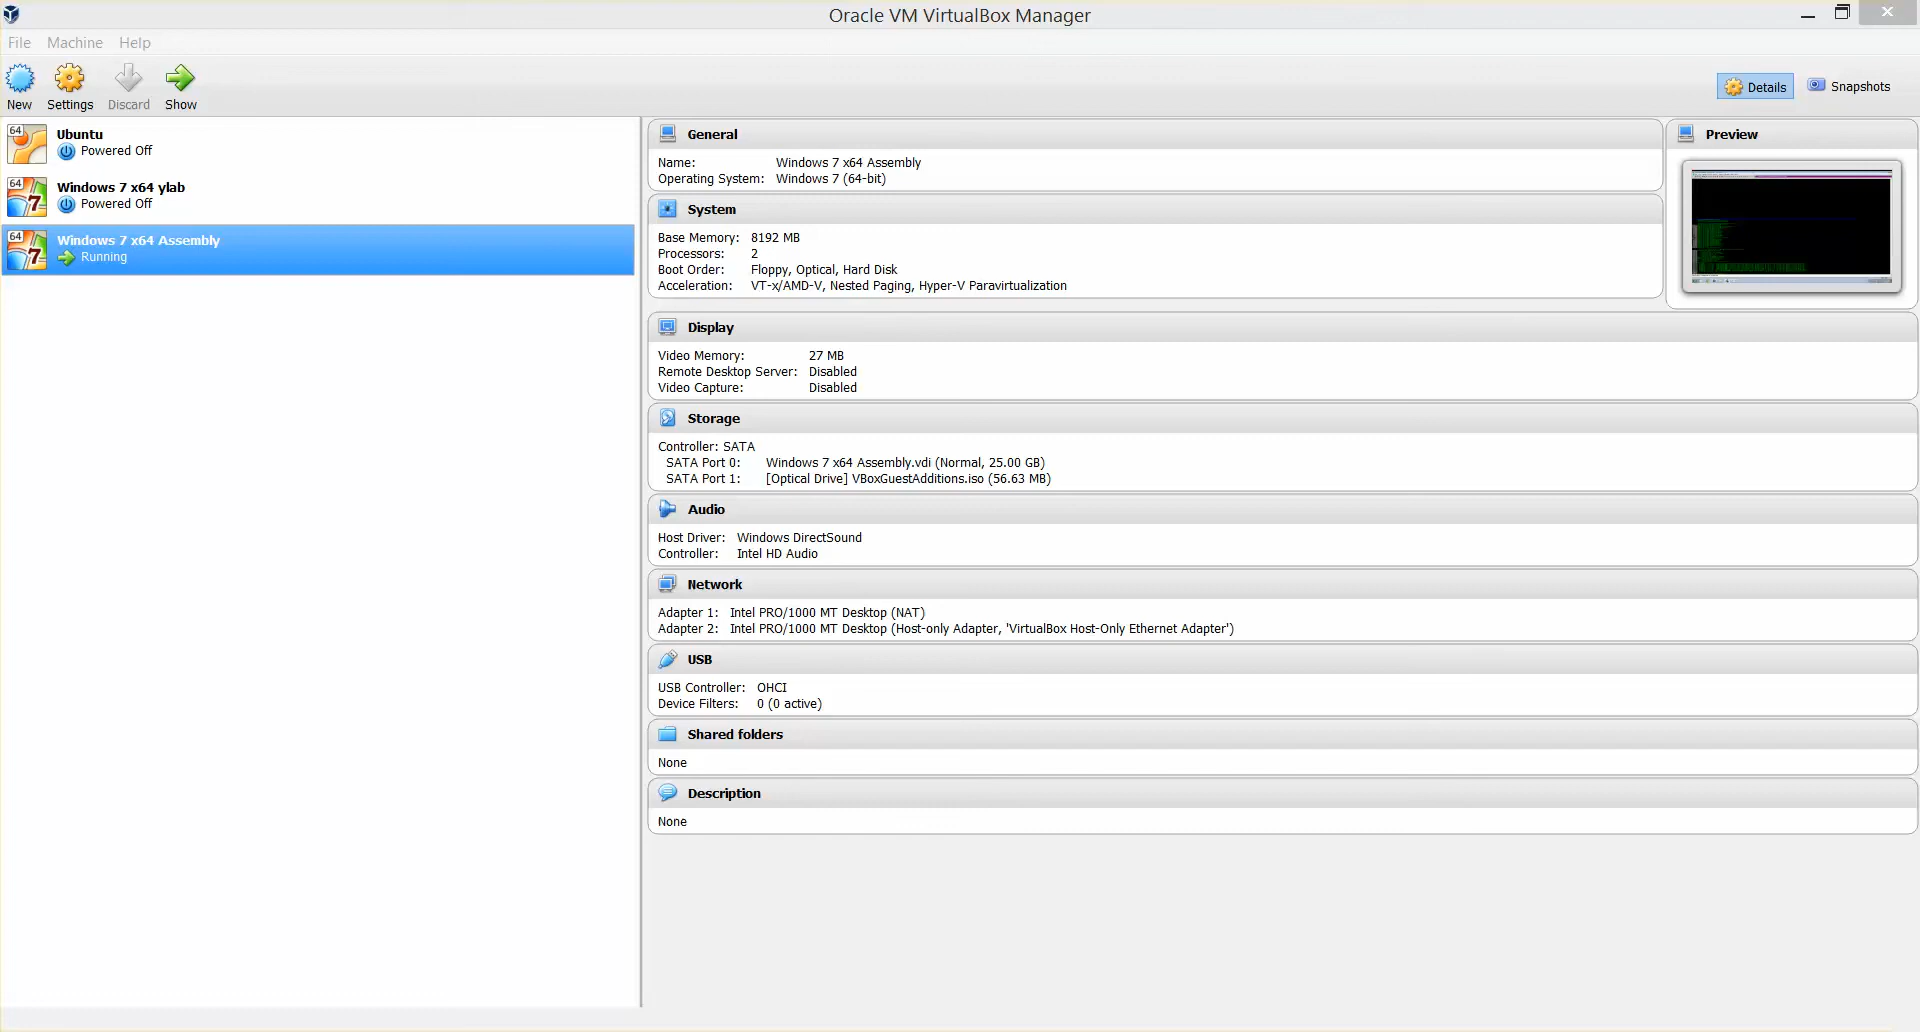 Oracle VM VirtualBox Manager
File Machine Help
New Settings Discard Show
Details Snapshots
64
Ubuntu
Powered Off
64
Windows 7 x64 ylab
Powered Off
64
Windows 7 x64 Assembly
Running
General
Name: Windows 7 x64 Assembly
Operating System: Windows 7 (64-bit)
Preview
System
Base Memory: 8192 MB
Processors: 2
Boot Order: Floppy, Optical, Hard Disk
Acceleration: VT-x/AMD-V, Nested Paging, Hyper-V Paravirtualization
Display
Video Memory: 27 MB
Remote Desktop Server: Disabled
Video Capture: Disabled
Storage
Controller: SATA
SATA Port 0: Windows 7 x64 Assembly.vdi (Normal, 25.00 GB)
SATA Port 1: [Optical Drive] VBoxGuestAdditions.iso (56.63 MB)
Audio
Host Driver: Windows DirectSound
Controller: Intel HD Audio
Network
Adapter 1: Intel PRO/1000 MT Desktop (NAT)
Adapter 2: Intel PRO/1000 MT Desktop (Host-only Adapter, 'VirtualBox Host-Only Ethernet Adapter')
USB
USB Controller: OHCI
Device Filters: 0 (0 active)
Shared folders
None
Description
None